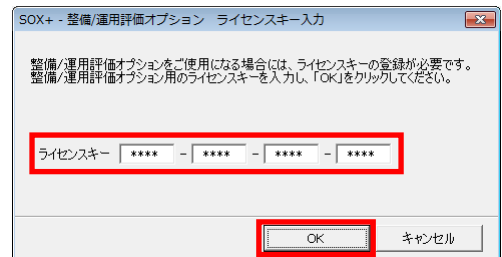 SOX+ - 整備/運用評価オプション ライセンスキー入力
整備/運用評価オプションをご使用になる場合には、ライセンスキーの登録が必要です。
整備/運用評価オプション用のライセンスキーを入力し、「OK」をクリックしてください。
ライセンスキー **** - **** - **** - ****
OK キャンセル